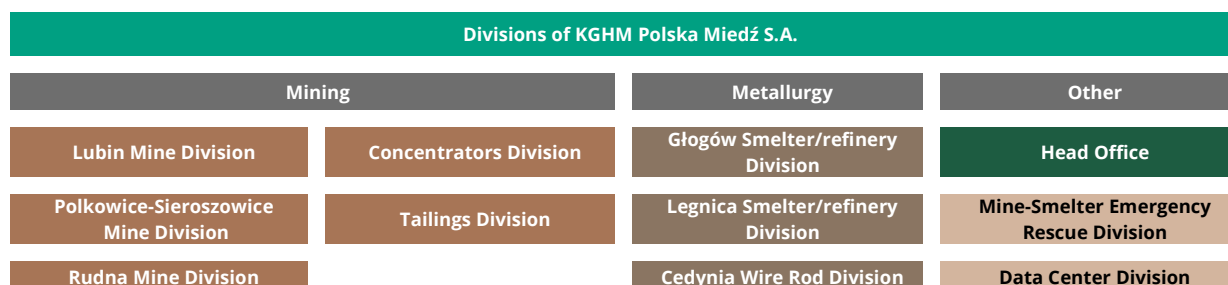 Divisions of KGHM Polska Miedź S.A.
Mining
Metallurgy
Other
Lubin Mine Division
Concentrators Division
Głogów Smelter/refinery
Division
Head Office
Polkowice-Sieroszowice
Mine Division
Tailings Division
Legnica Smelter/refinery
Division
Mine-Smelter Emergency
Rescue Division
Rudna Mine Division
Cedynia Wire Rod Division
Data Center Division